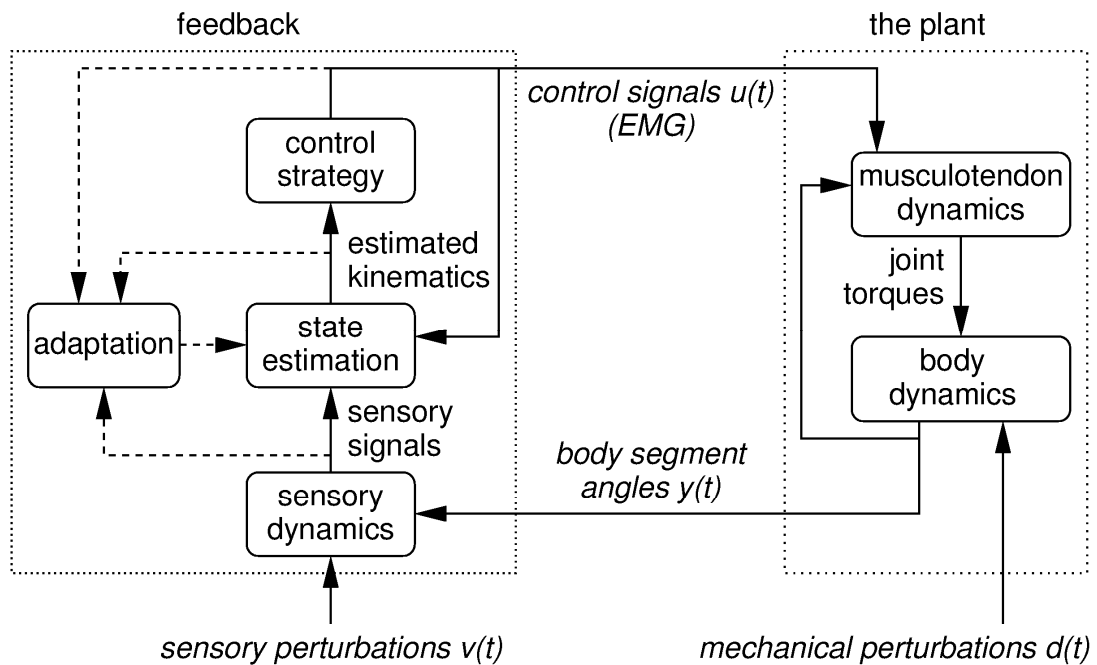 feedback
the plant
control signals u(t)
(EMG)
control
strategy
musculotendon
dynamics
estimated
kinematics
joint
torques
adaptation
state
estimation
body
dynamics
sensory
signals
body segment
angles y(t)
sensory
dynamics
sensory perturbations v(t)
mechanical perturbations d(t)